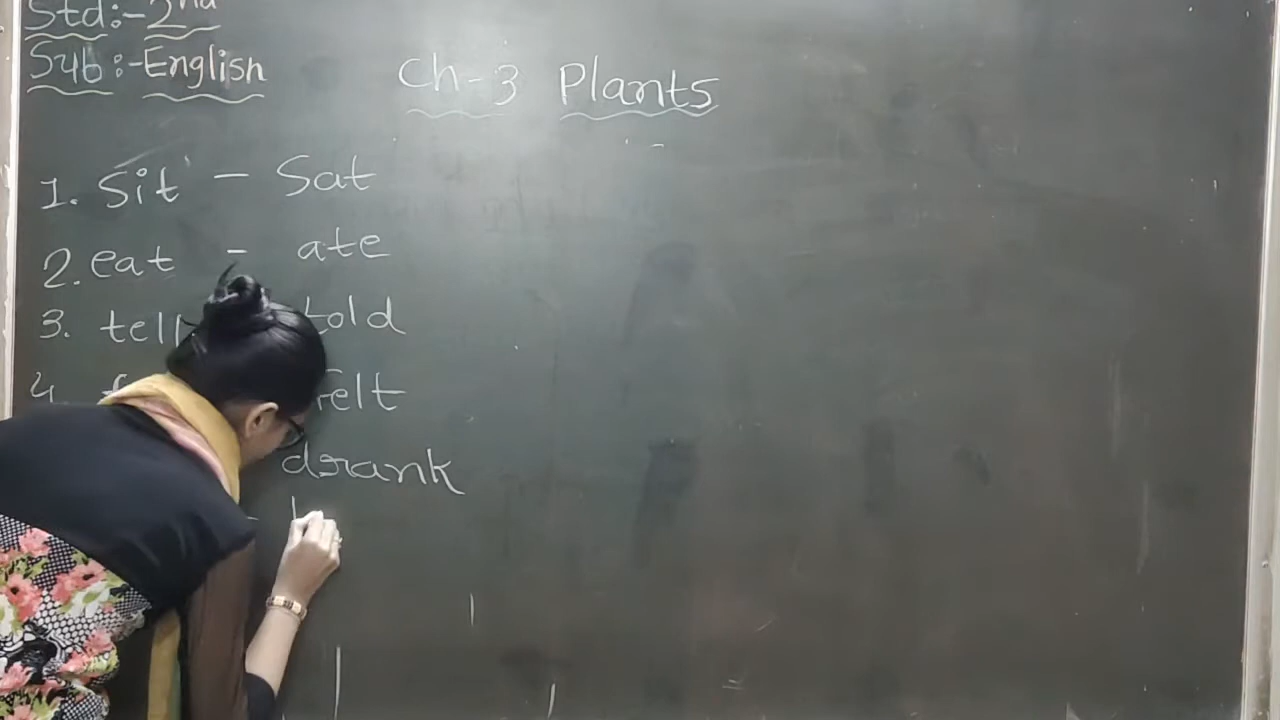 Std:-2nd
Sub:-English
Ch-3 Plants
1. Sit - Sat
2. eat - ate
3. tell told
4. felt
drank